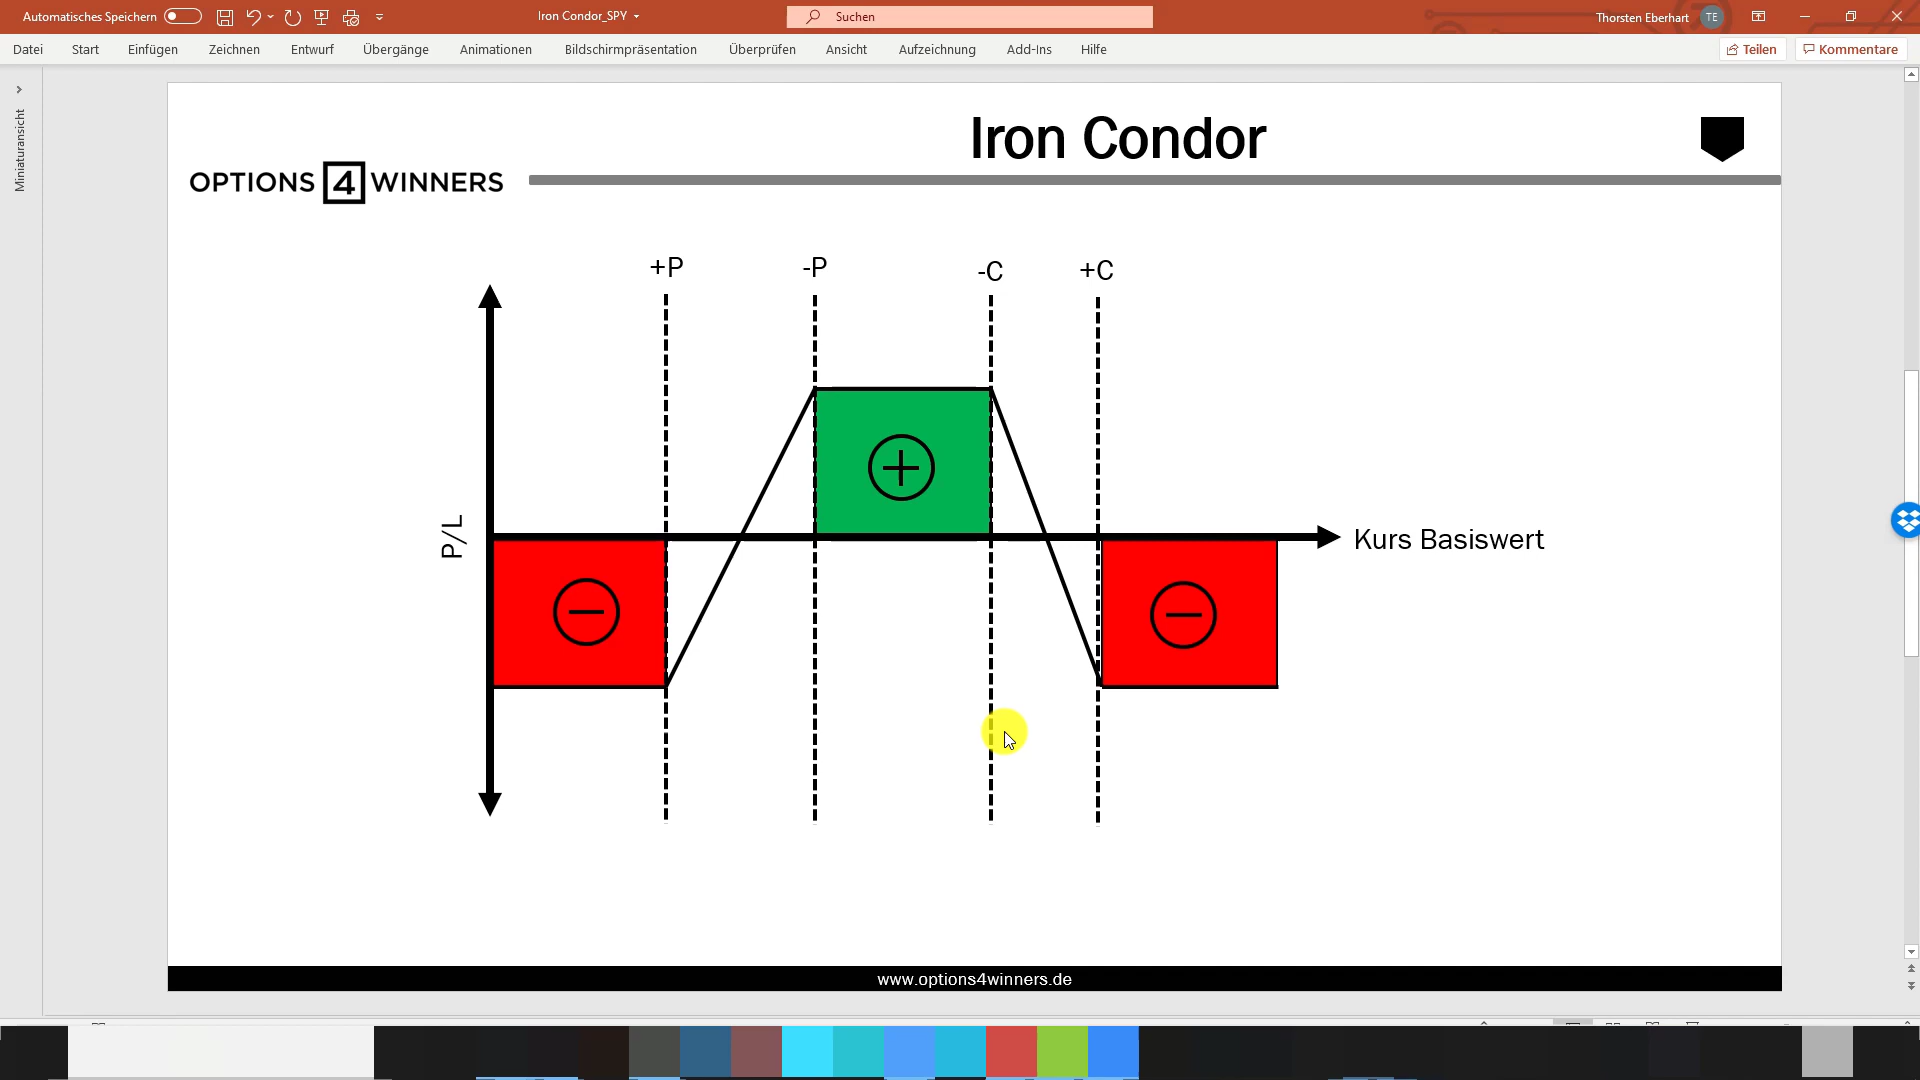 Automatisches Speichern
Iron Condor_SPY
Suchen
Thorsten Eberhart
TE
Datei
Start
Einfügen
Zeichnen
Entwurf
Übergänge
Animationen
Bildschirmpräsentation
Überprüfen
Ansicht
Aufzeichnung
Add-Ins
Hilfe
Teilen
Kommentare
Miniaturansicht
Iron Condor
OPTIONS 4 WINNERS
+P
-P
-C
+C
P/L
Kurs Basiswert
www.options4winners.de